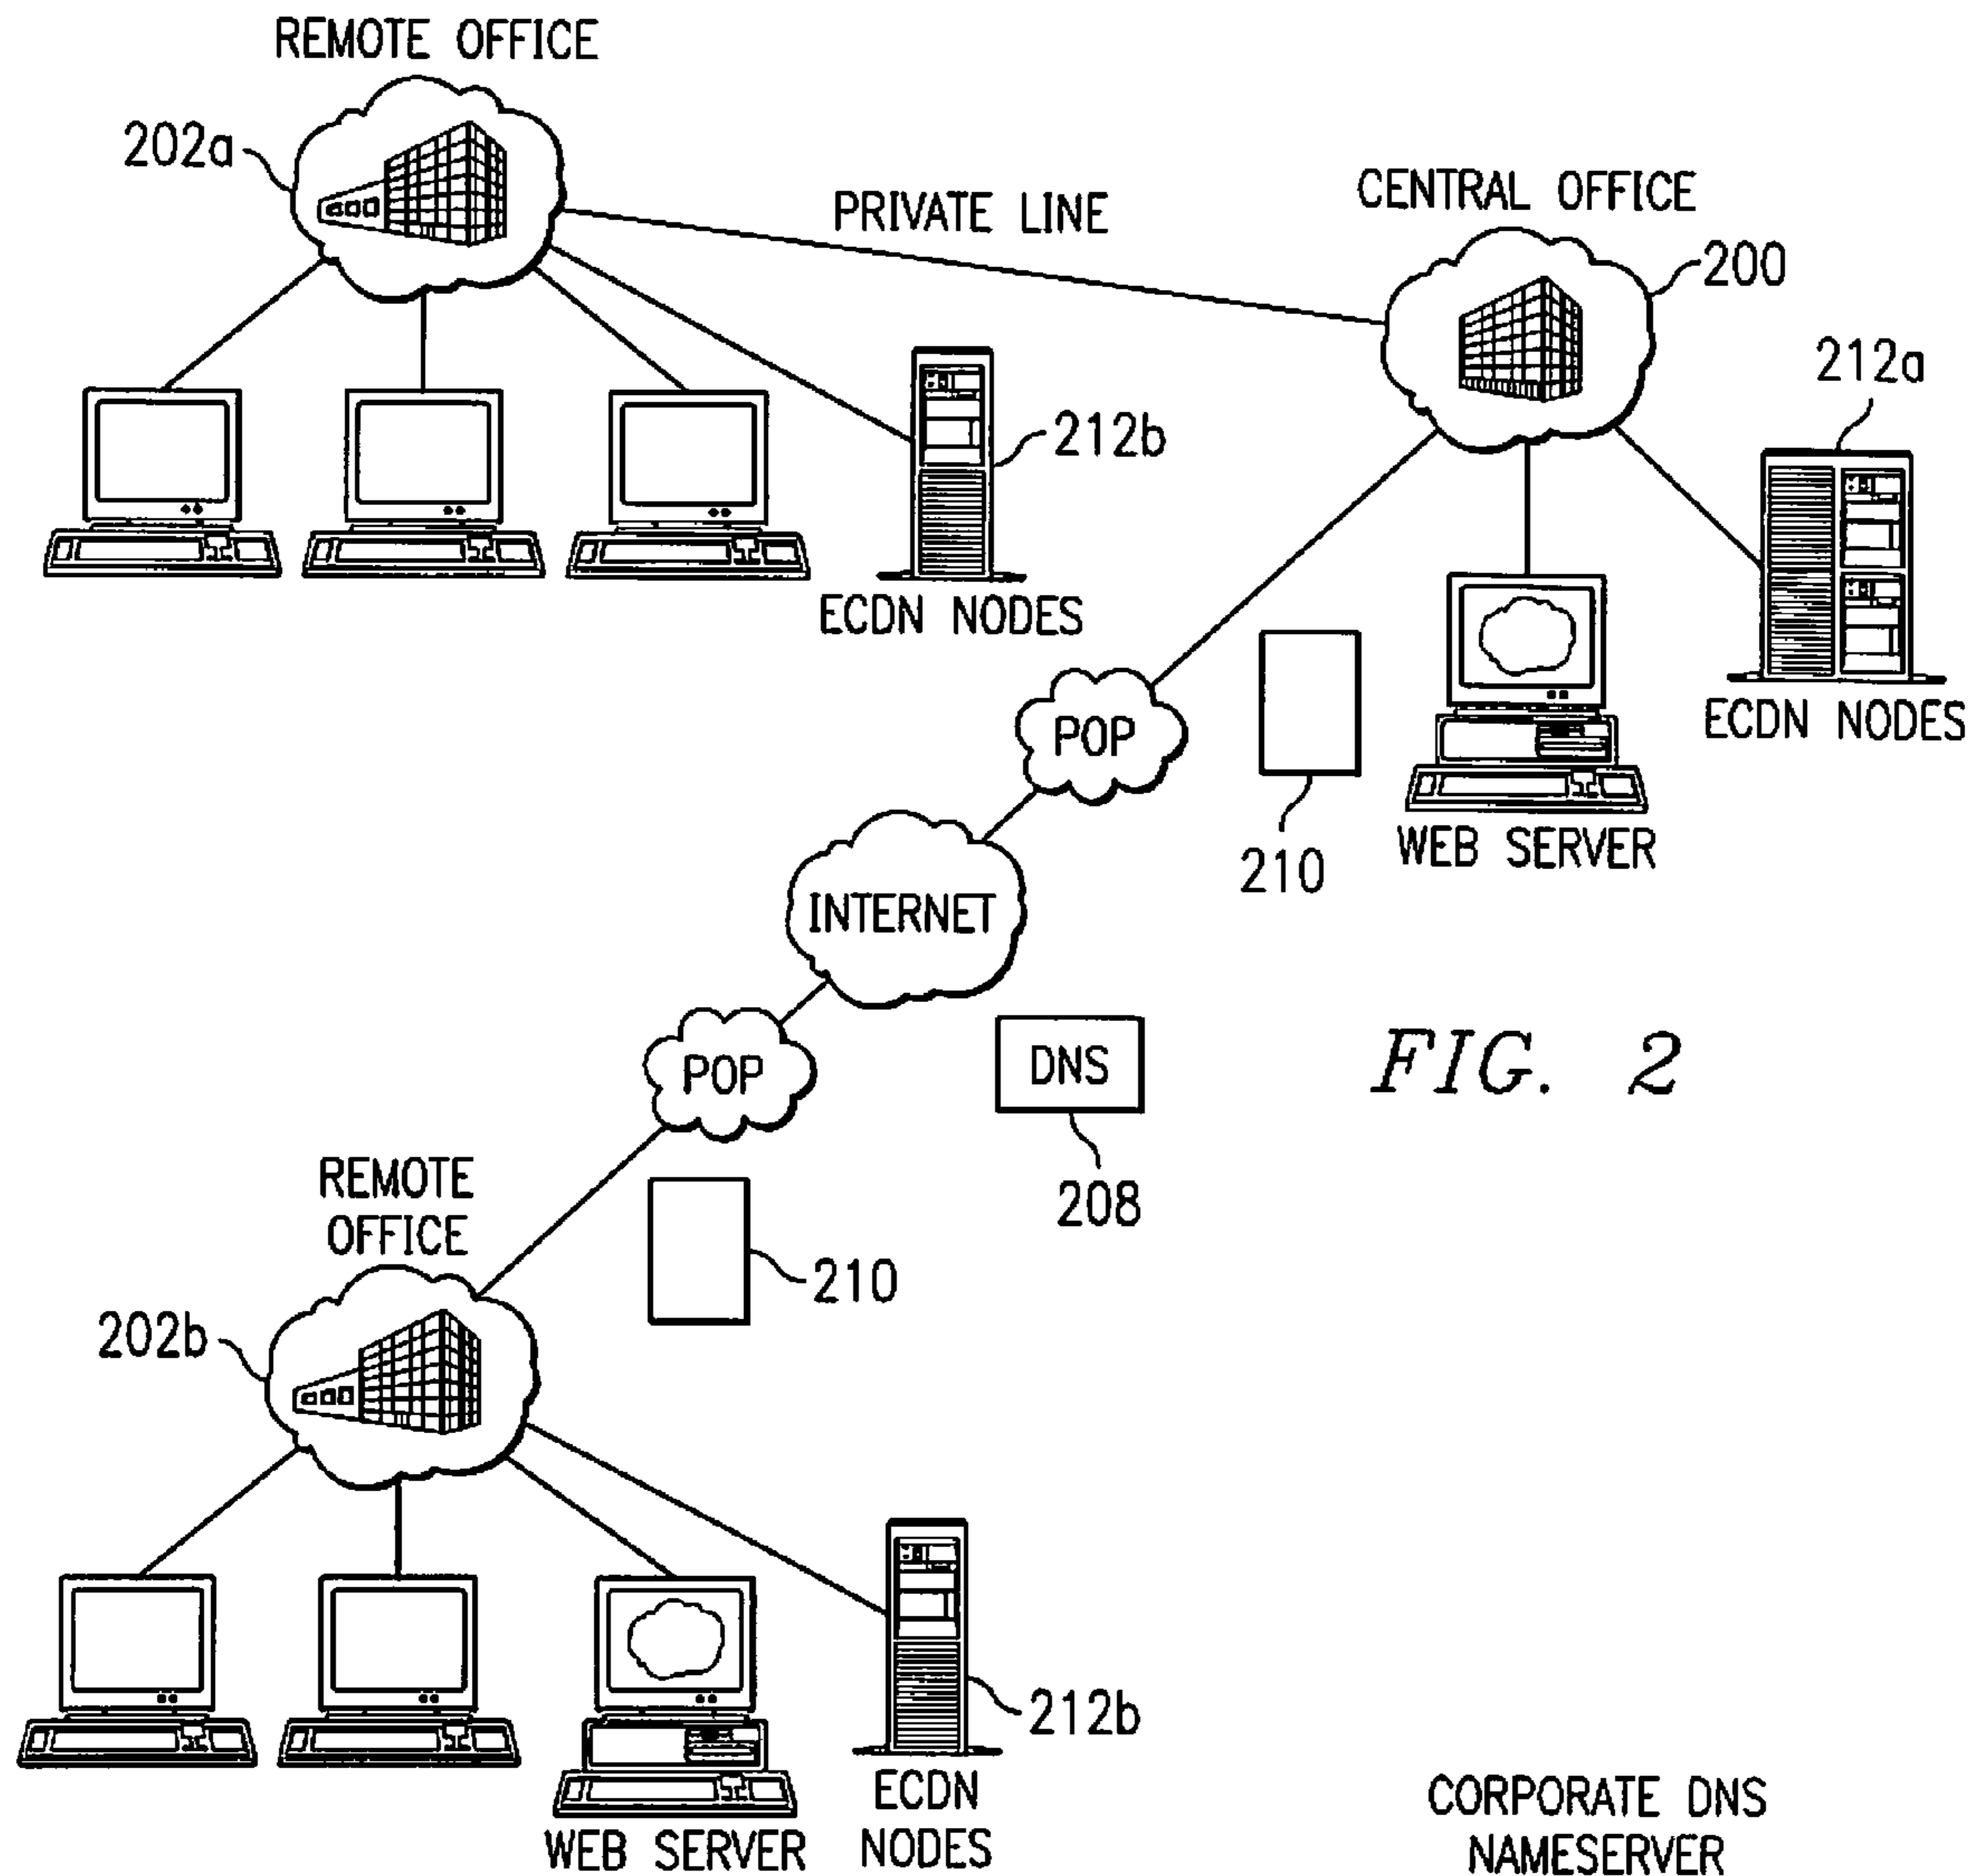 REMOTE OFFICE
202a
PRIVATE LINE
CENTRAL OFFICE
200
212a
212b
ECDN NODES
ECDN NODES
POP
210
WEB SERVER
INTERNET
POP
DNS
FIG. 2
208
REMOTE
OFFICE
210
202b
212b
ECDN
NODES
WEB SERVER
CORPORATE DNS
NAMESERVER